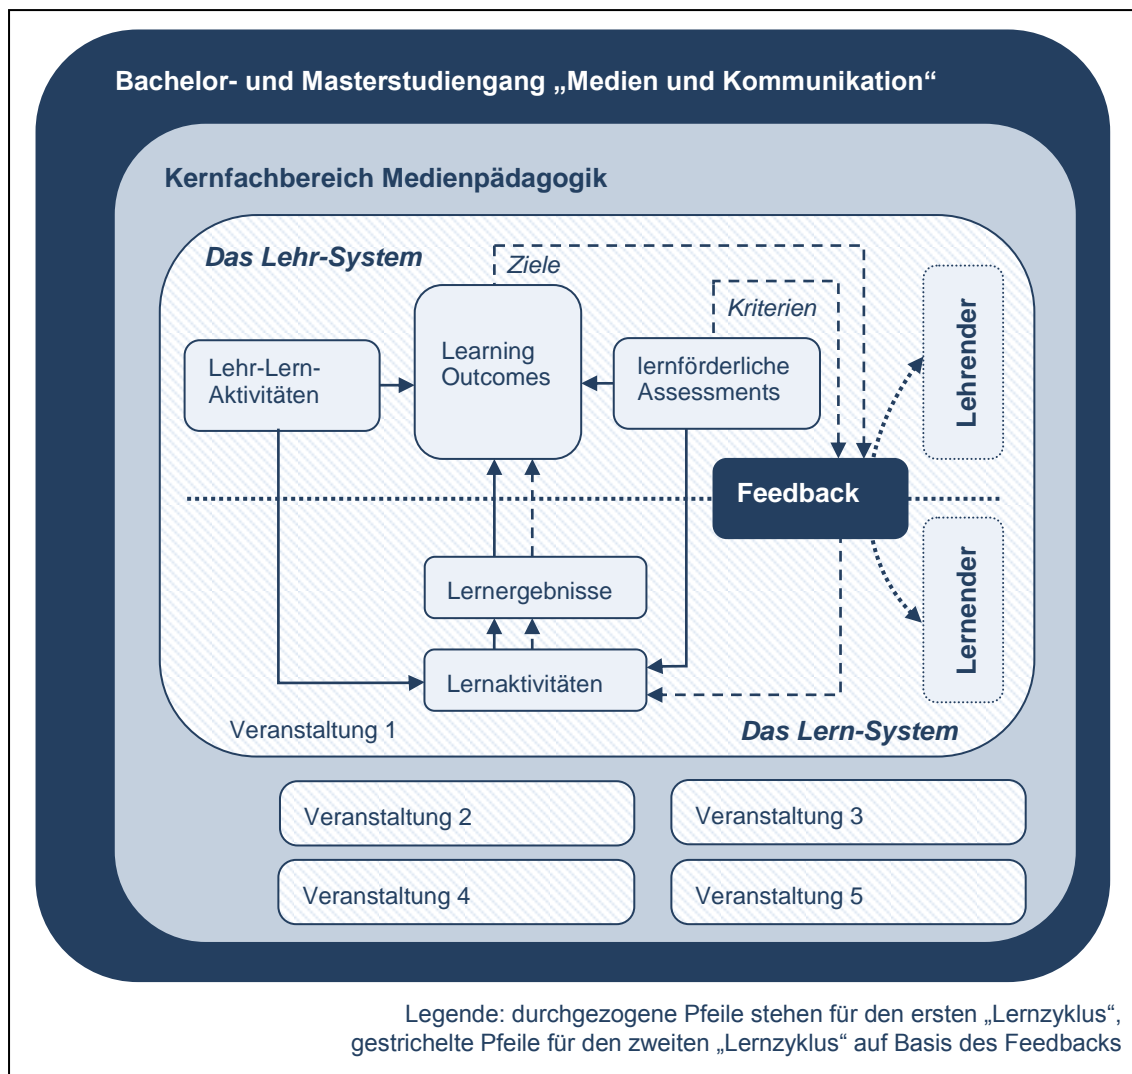 Bachelor- und Masterstudiengang „Medien und Kommunikation“
Kernfachbereich Medienpädagogik
Das Lehr-System
Ziele
Kriterien
Lehr-Lern-
Aktivitäten
Learning
Outcomes
lernförderliche
Assessments
Lehrender
Feedback
Lernergebnisse
Lernaktivitäten
Lernender
Veranstaltung 1
Das Lern-System
Veranstaltung 2
Veranstaltung 3
Veranstaltung 4
Veranstaltung 5
Legende: durchgezogene Pfeile stehen für den ersten „Lernzyklus“,
gestrichelte Pfeile für den zweiten „Lernzyklus“ auf Basis des Feedbacks